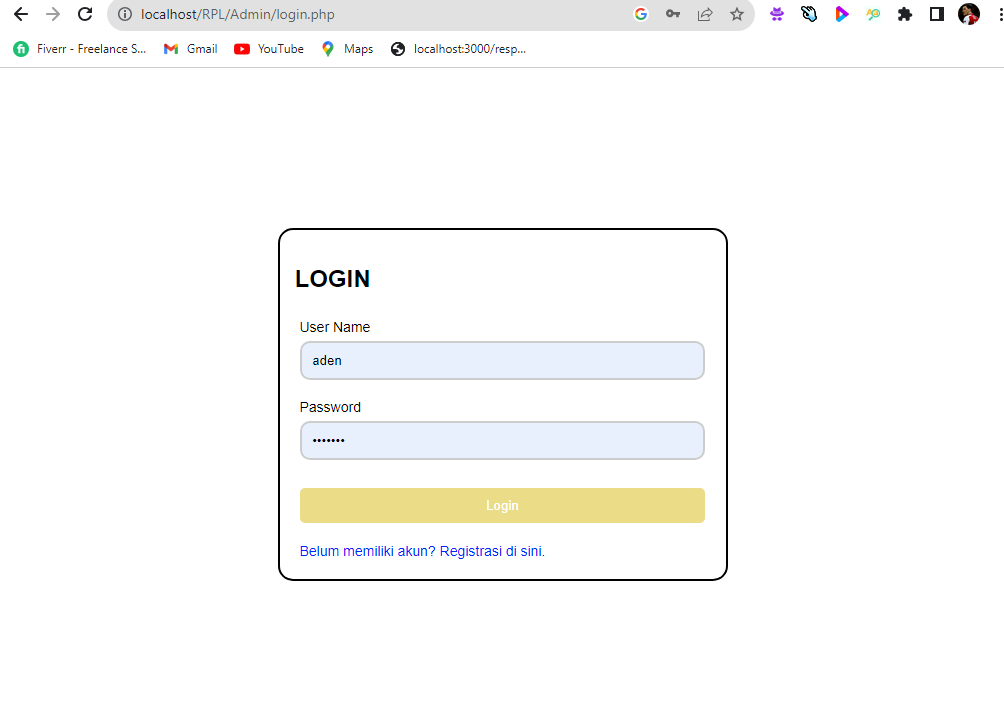 localhost/RPL/Admin/login.php
Fiverr - Freelance S... Gmail YouTube Maps localhost:3000/resp...
LOGIN
User Name
aden
Password
•••••••
Login
Belum memiliki akun? Registrasi di sini.